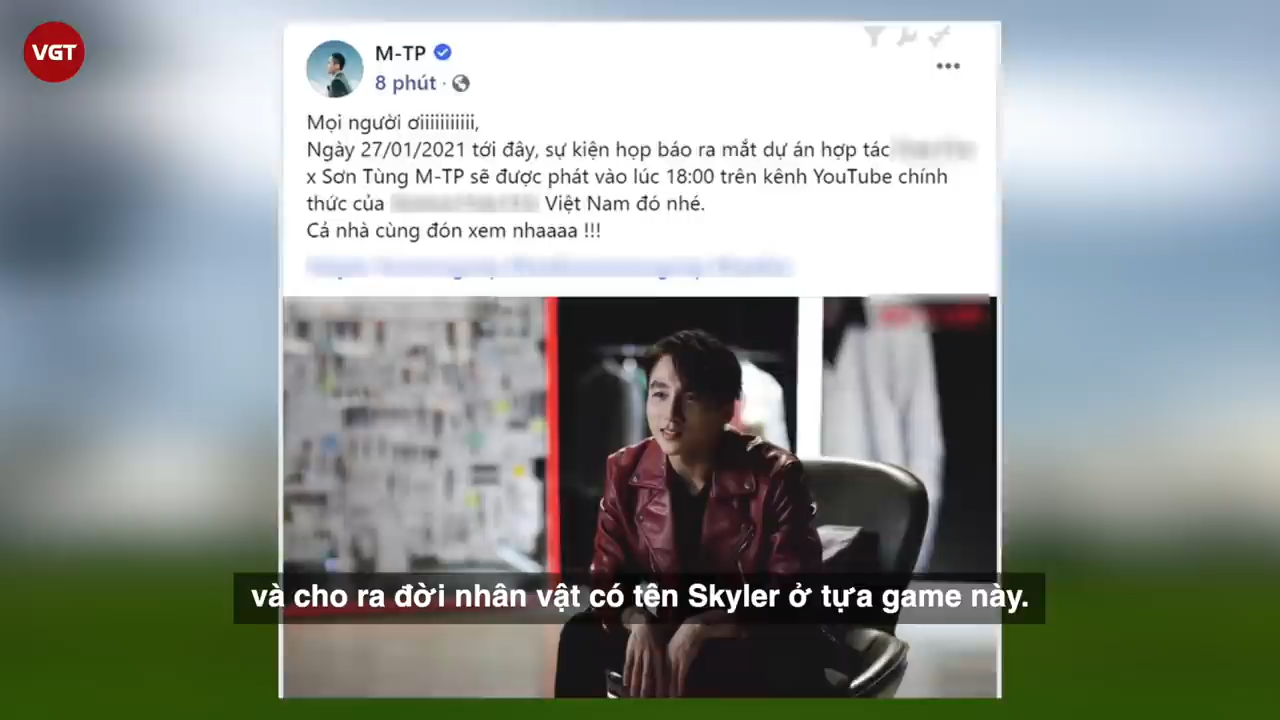 VGT
M-TP
8 phút ·
Mọi người ơiiiiiiiiiii,
Ngày 27/01/2021 tới đây, sự kiện họp báo ra mắt dự án hợp tác
x Sơn Tùng M-TP sẽ được phát vào lúc 18:00 trên kênh YouTube chính
thức của Việt Nam đó nhé.
Cả nhà cùng đón xem nhaaaa !!!
và cho ra đời nhân vật có tên Skyler ở tựa game này.